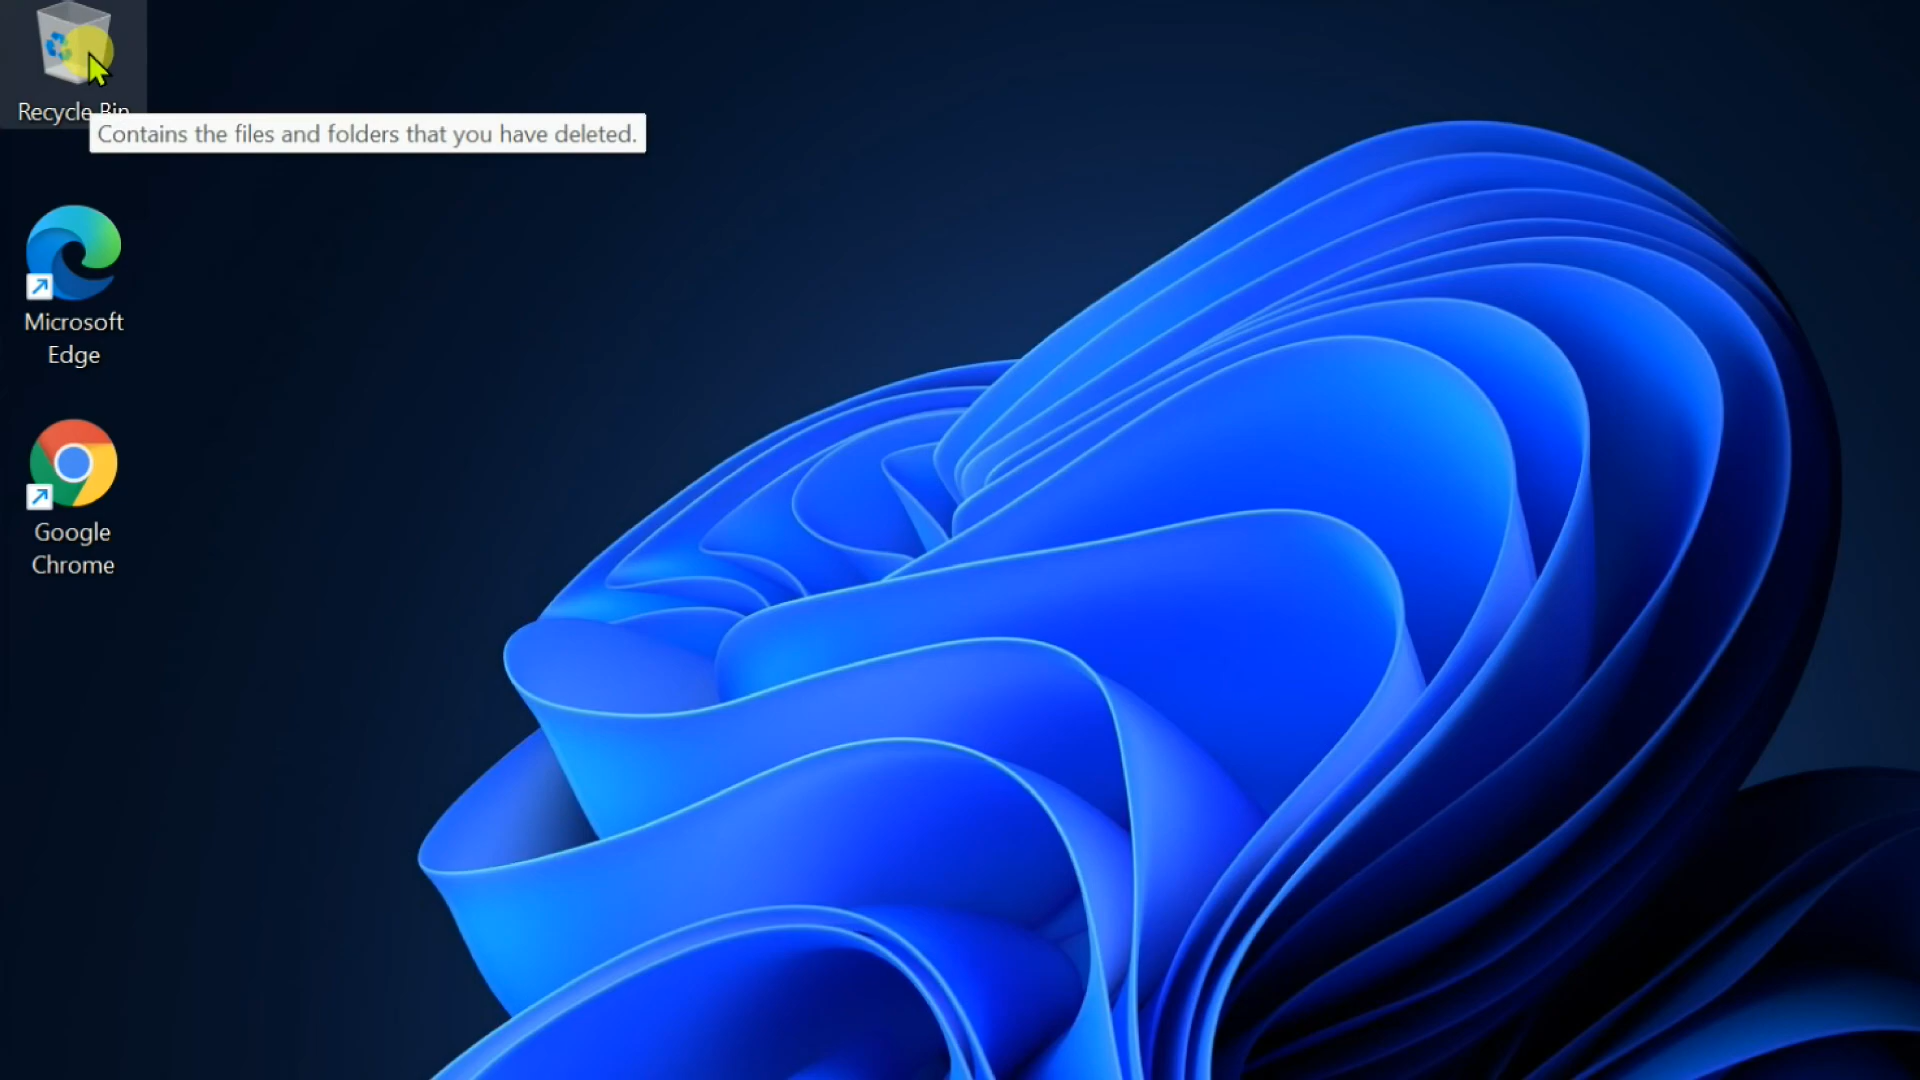 Recycle Bin
Contains the files and folders that you have deleted.
Microsoft
Edge
Google
Chrome